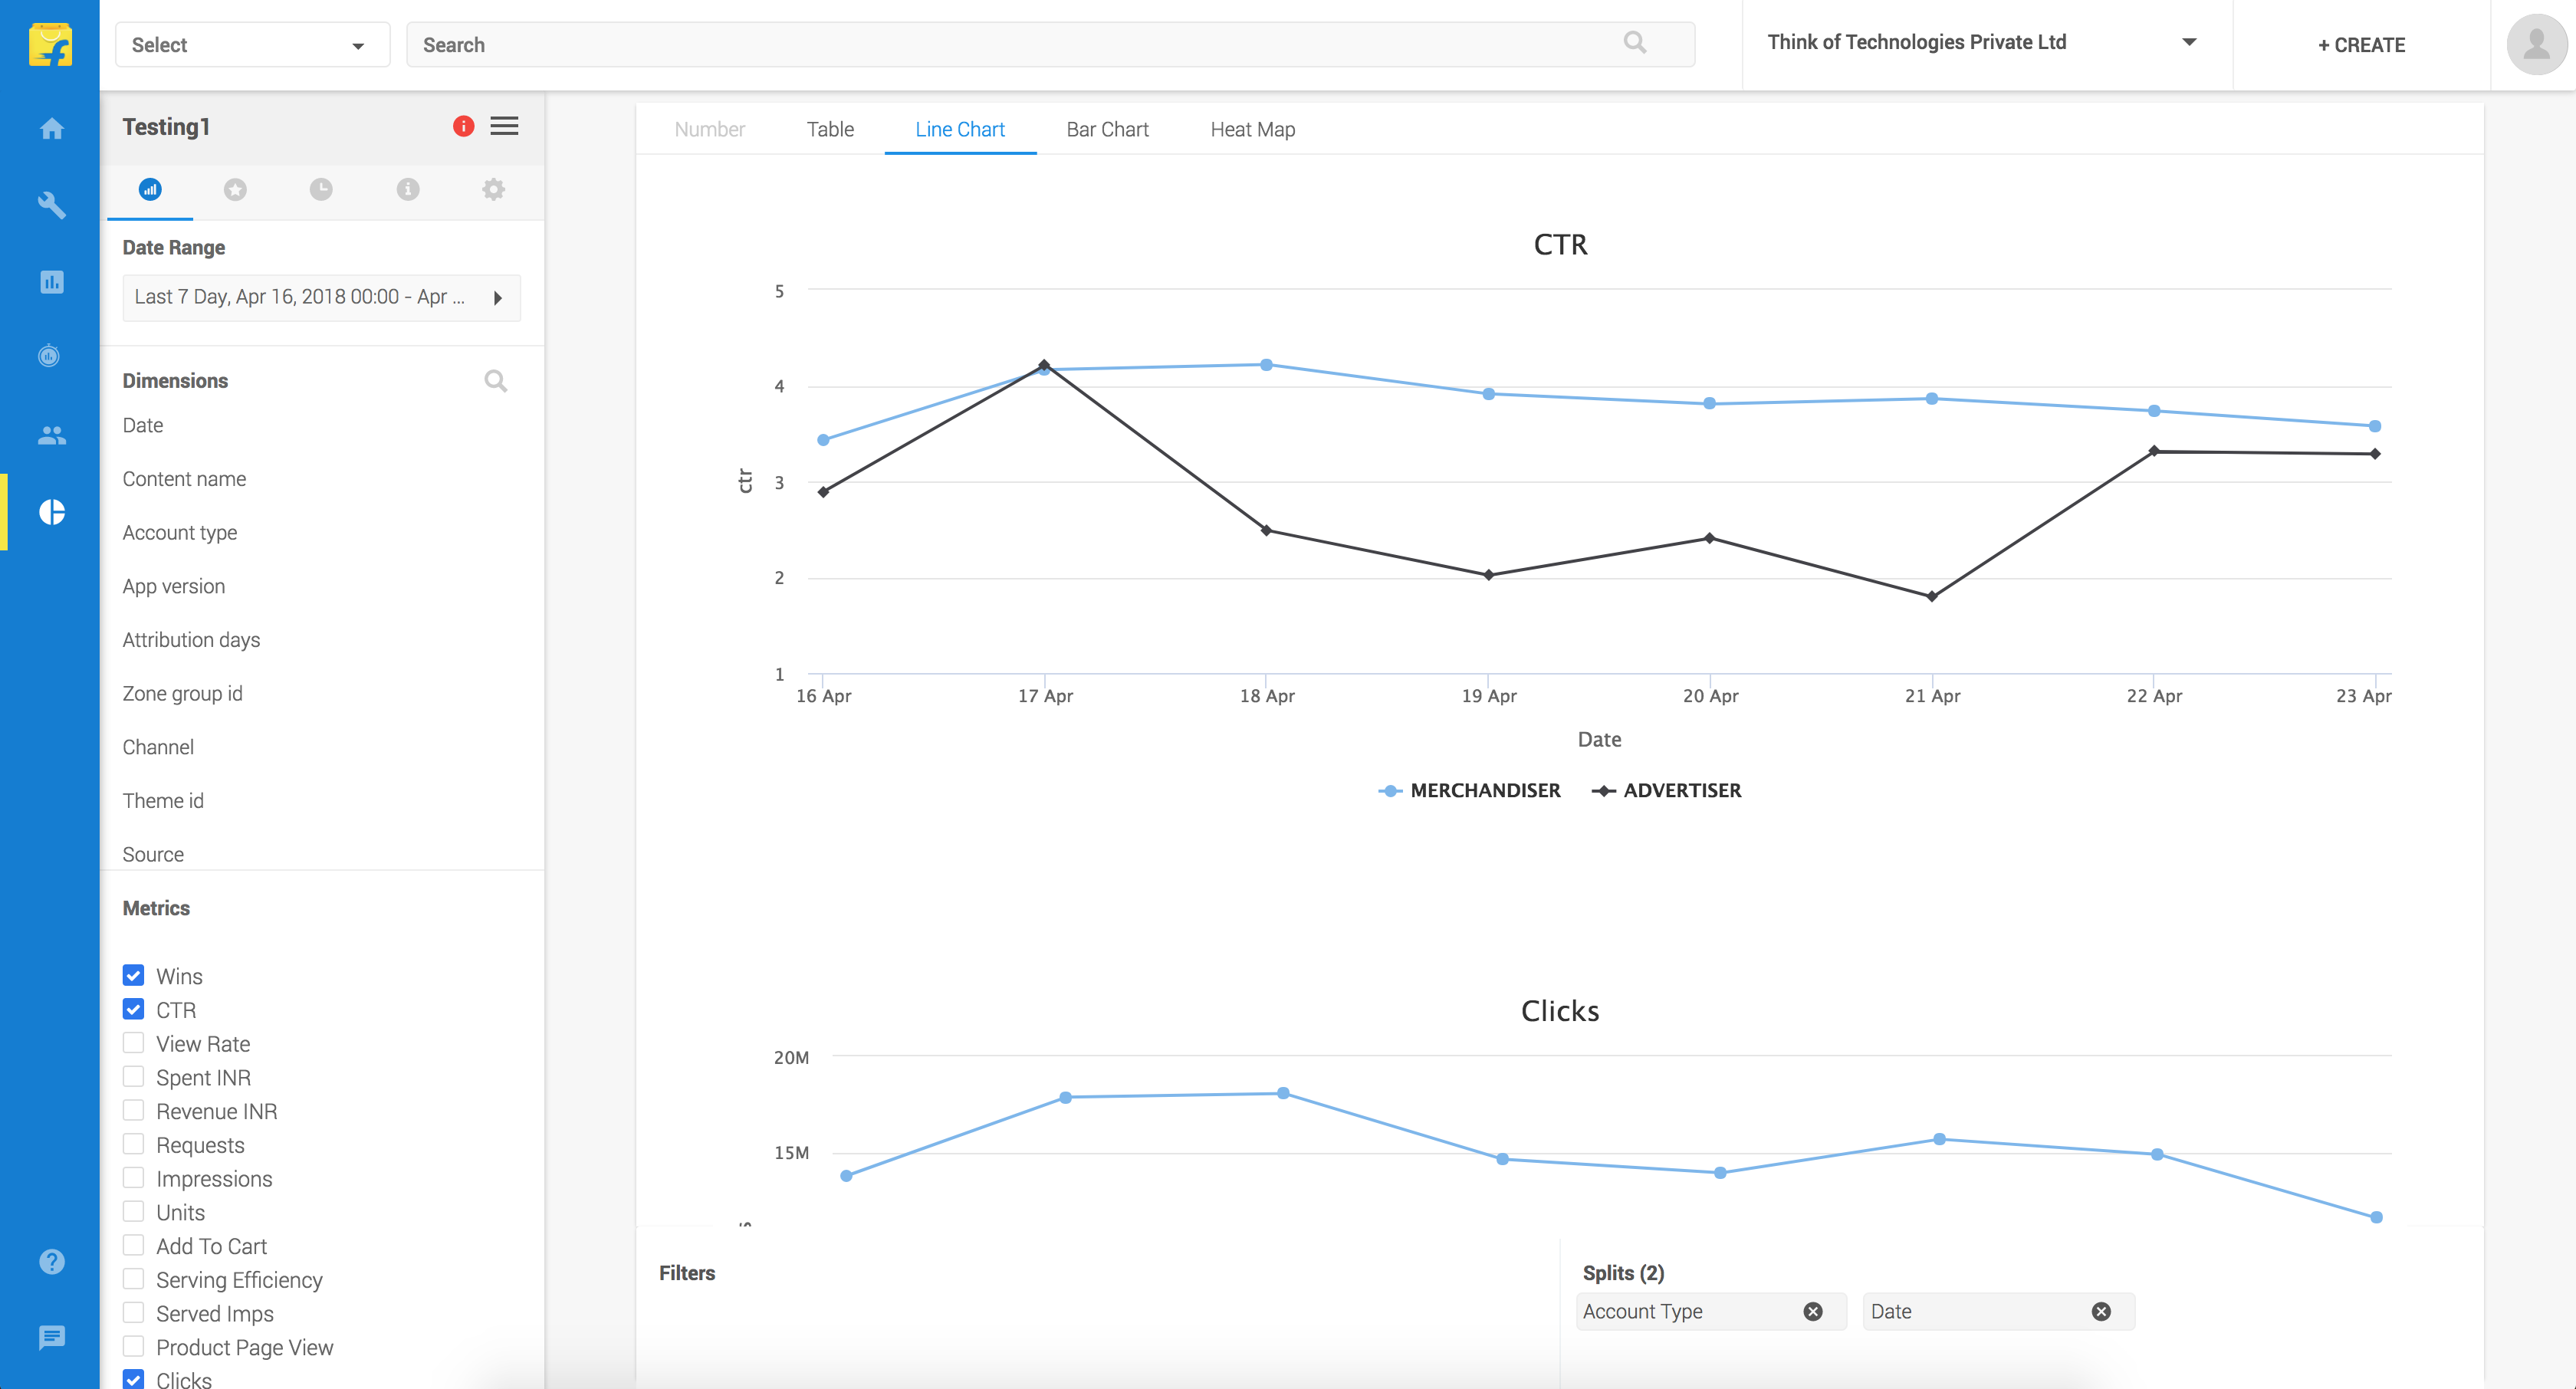 Select
Search
Think of Technologies Private Ltd
+ CREATE
Testing1
Date Range
Last 7 Day, Apr 16, 2018 00:00 - Apr ...
Dimensions
Date
Content name
Account type
App version
Attribution days
Zone group id
Channel
Theme id
Source
Metrics
Wins
CTR
View Rate
Spent INR
Revenue INR
Requests
Impressions
Units
Add To Cart
Serving Efficiency
Served Imps
Product Page View
Clicks
Number Table Line Chart Bar Chart Heat Map
CTR
5
4
3
2
1
ctr
16 Apr 17 Apr 18 Apr 19 Apr 20 Apr 21 Apr 22 Apr 23 Apr
Date
MERCHANDISER ADVERTISER
Clicks
20M
15M
Filters
Splits (2)
Account Type Date